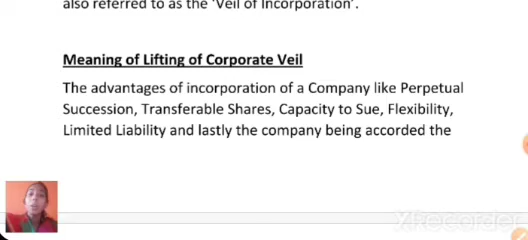 also referred to as the 'Veil of Incorporation'.
Meaning of Lifting of Corporate Veil
The advantages of incorporation of a Company like Perpetual
Succession, Transferable Shares, Capacity to Sue, Flexibility,
Limited Liability and lastly the company being accorded the
XRecorder